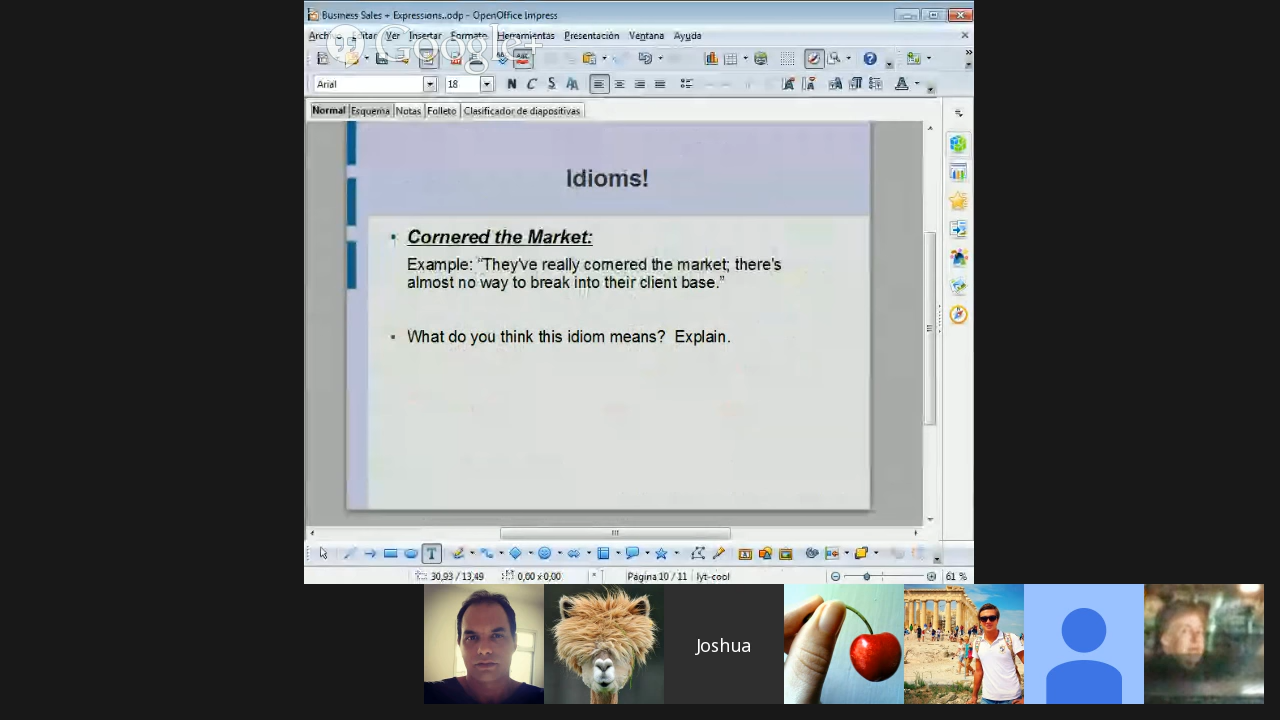 Business Sales + Expressions..odp - OpenOffice Impress
Google+
Archivo Editar Ver Insertar Formato Herramientas Presentación Ventana Ayuda
Arial 18 N C S
Normal Esquema Notas Folleto Clasificador de diapositivas
Idioms!
Cornered the Market:
Example: “They've really cornered the market; there's
almost no way to break into their client base.”
What do you think this idiom means? Explain.
30,93 / 13,49 0,00 x 0,00 * Página 10 / 11 lyt-cool 61 %
Joshua